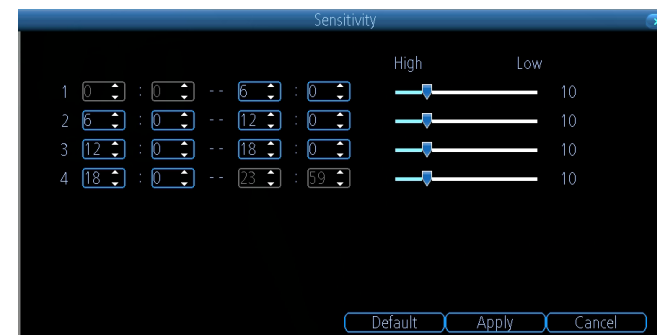 Sensitivity
High Low
1 0 : 0 -- 6 : 0 10
2 6 : 0 -- 12 : 0 10
3 12 : 0 -- 18 : 0 10
4 18 : 0 -- 23 : 59 10
Default Apply Cancel